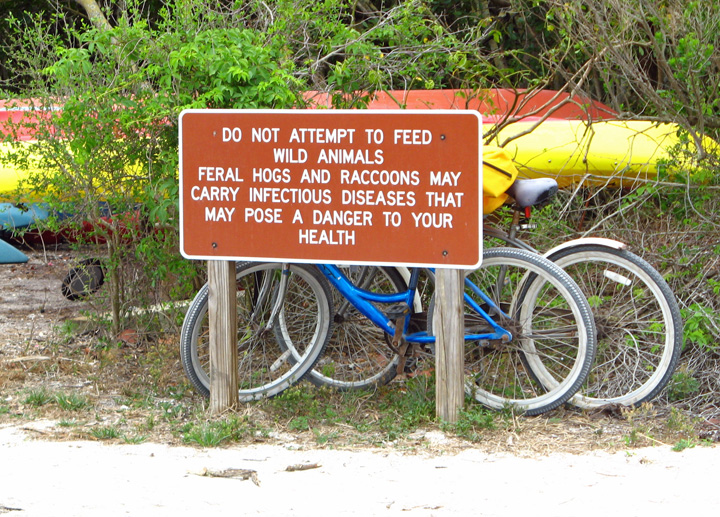 DO NOT ATTEMPT TO FEED
WILD ANIMALS
FERAL HOGS AND RACCOONS MAY
CARRY INFECTIOUS DISEASES THAT
MAY POSE A DANGER TO YOUR
HEALTH